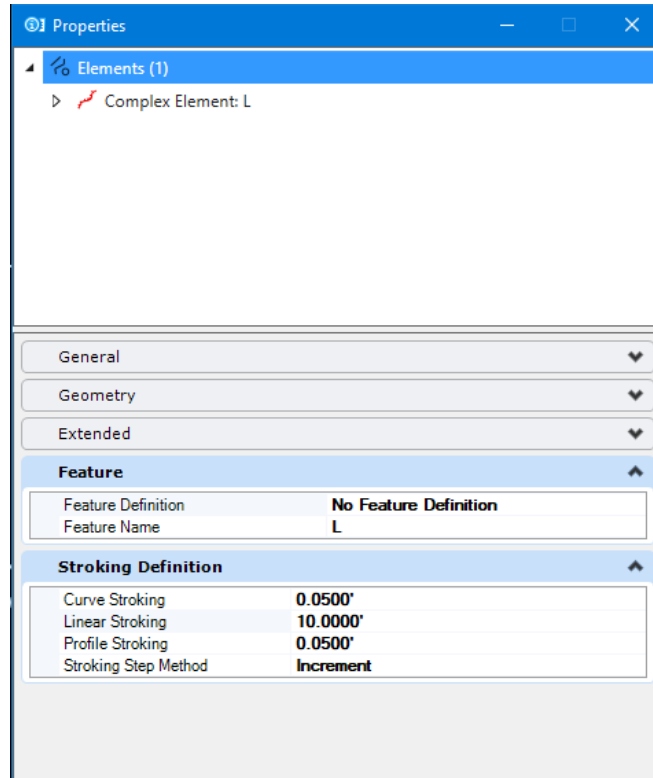 Properties
Elements (1)
Complex Element: L
General
Geometry
Extended
Feature
Feature Definition No Feature Definition
Feature Name L
Stroking Definition
Curve Stroking 0.0500'
Linear Stroking 10.0000'
Profile Stroking 0.0500'
Stroking Step Method Increment